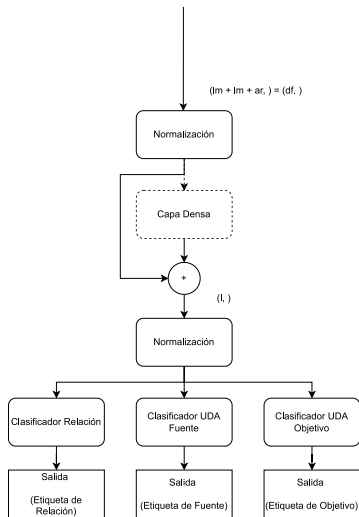 (lm + lm + ar, ) = (df, )
Normalización
Capa Densa
+
(l, )
Normalización
Clasificador Relación
Clasificador UDA
Fuente
Clasificador UDA
Objetivo
Salida
(Etiqueta de
Relación)
Salida
(Etiqueta de Fuente)
Salida
(Etiqueta de Objetivo)